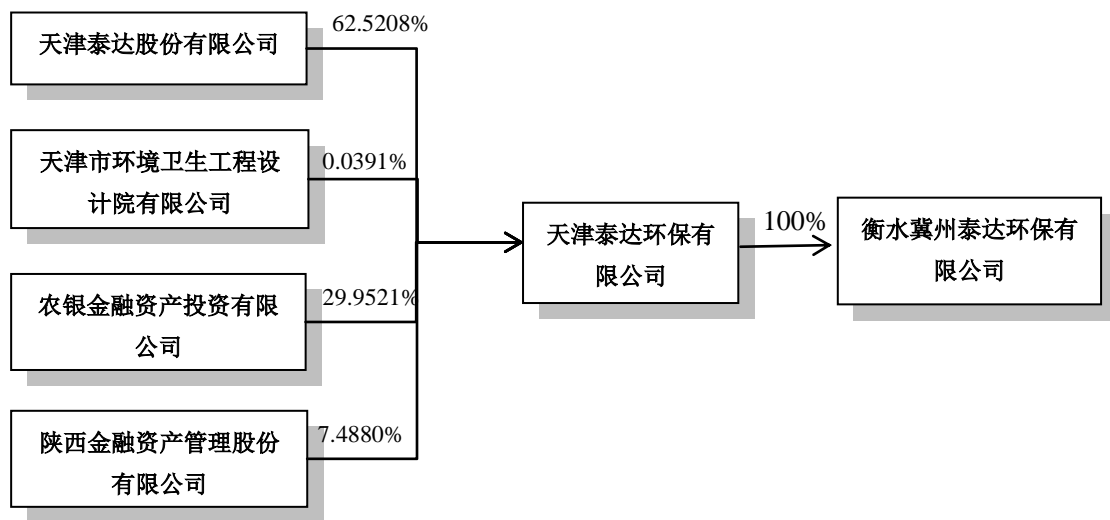 天津泰达股份有限公司
62.5208%
天津市环境卫生工程设
计院有限公司
0.0391%
农银金融资产投资有限
公司
29.9521%
陕西金融资产管理股份
有限公司
7.4880%
天津泰达环保有
限公司
100%
衡水冀州泰达环保有
限公司